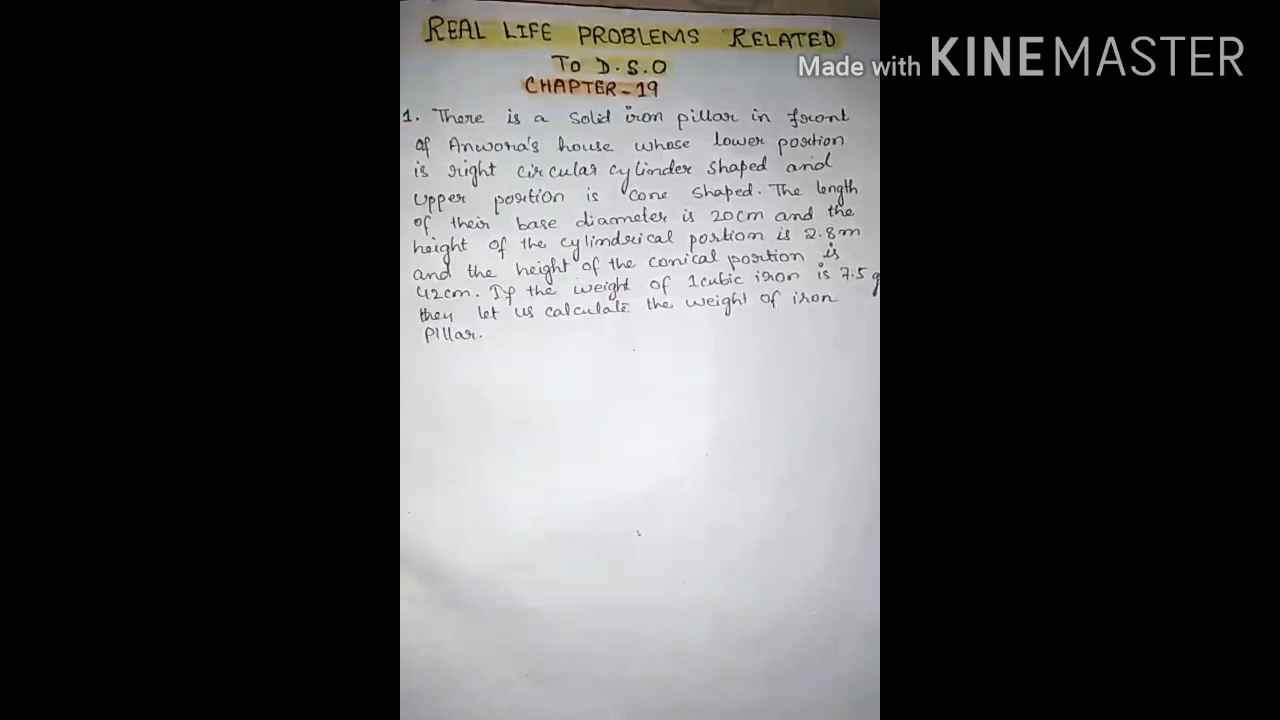 REAL LIFE PROBLEMS RELATED
TO D.S.O
CHAPTER-19
Made with KINEMASTER
1. There is a solid iron pillar in front
of Anwora's house whose lower position
is right circular cylinder shaped and
upper position is cone shaped. The length
of their base diameter is 20cm and the
height of the cylindrical portion is 2.8m
and the height of the conical position is
42cm. If the weight of 1cubic iron is 7.5 g
they let us calculate the weight of iron
pillar.